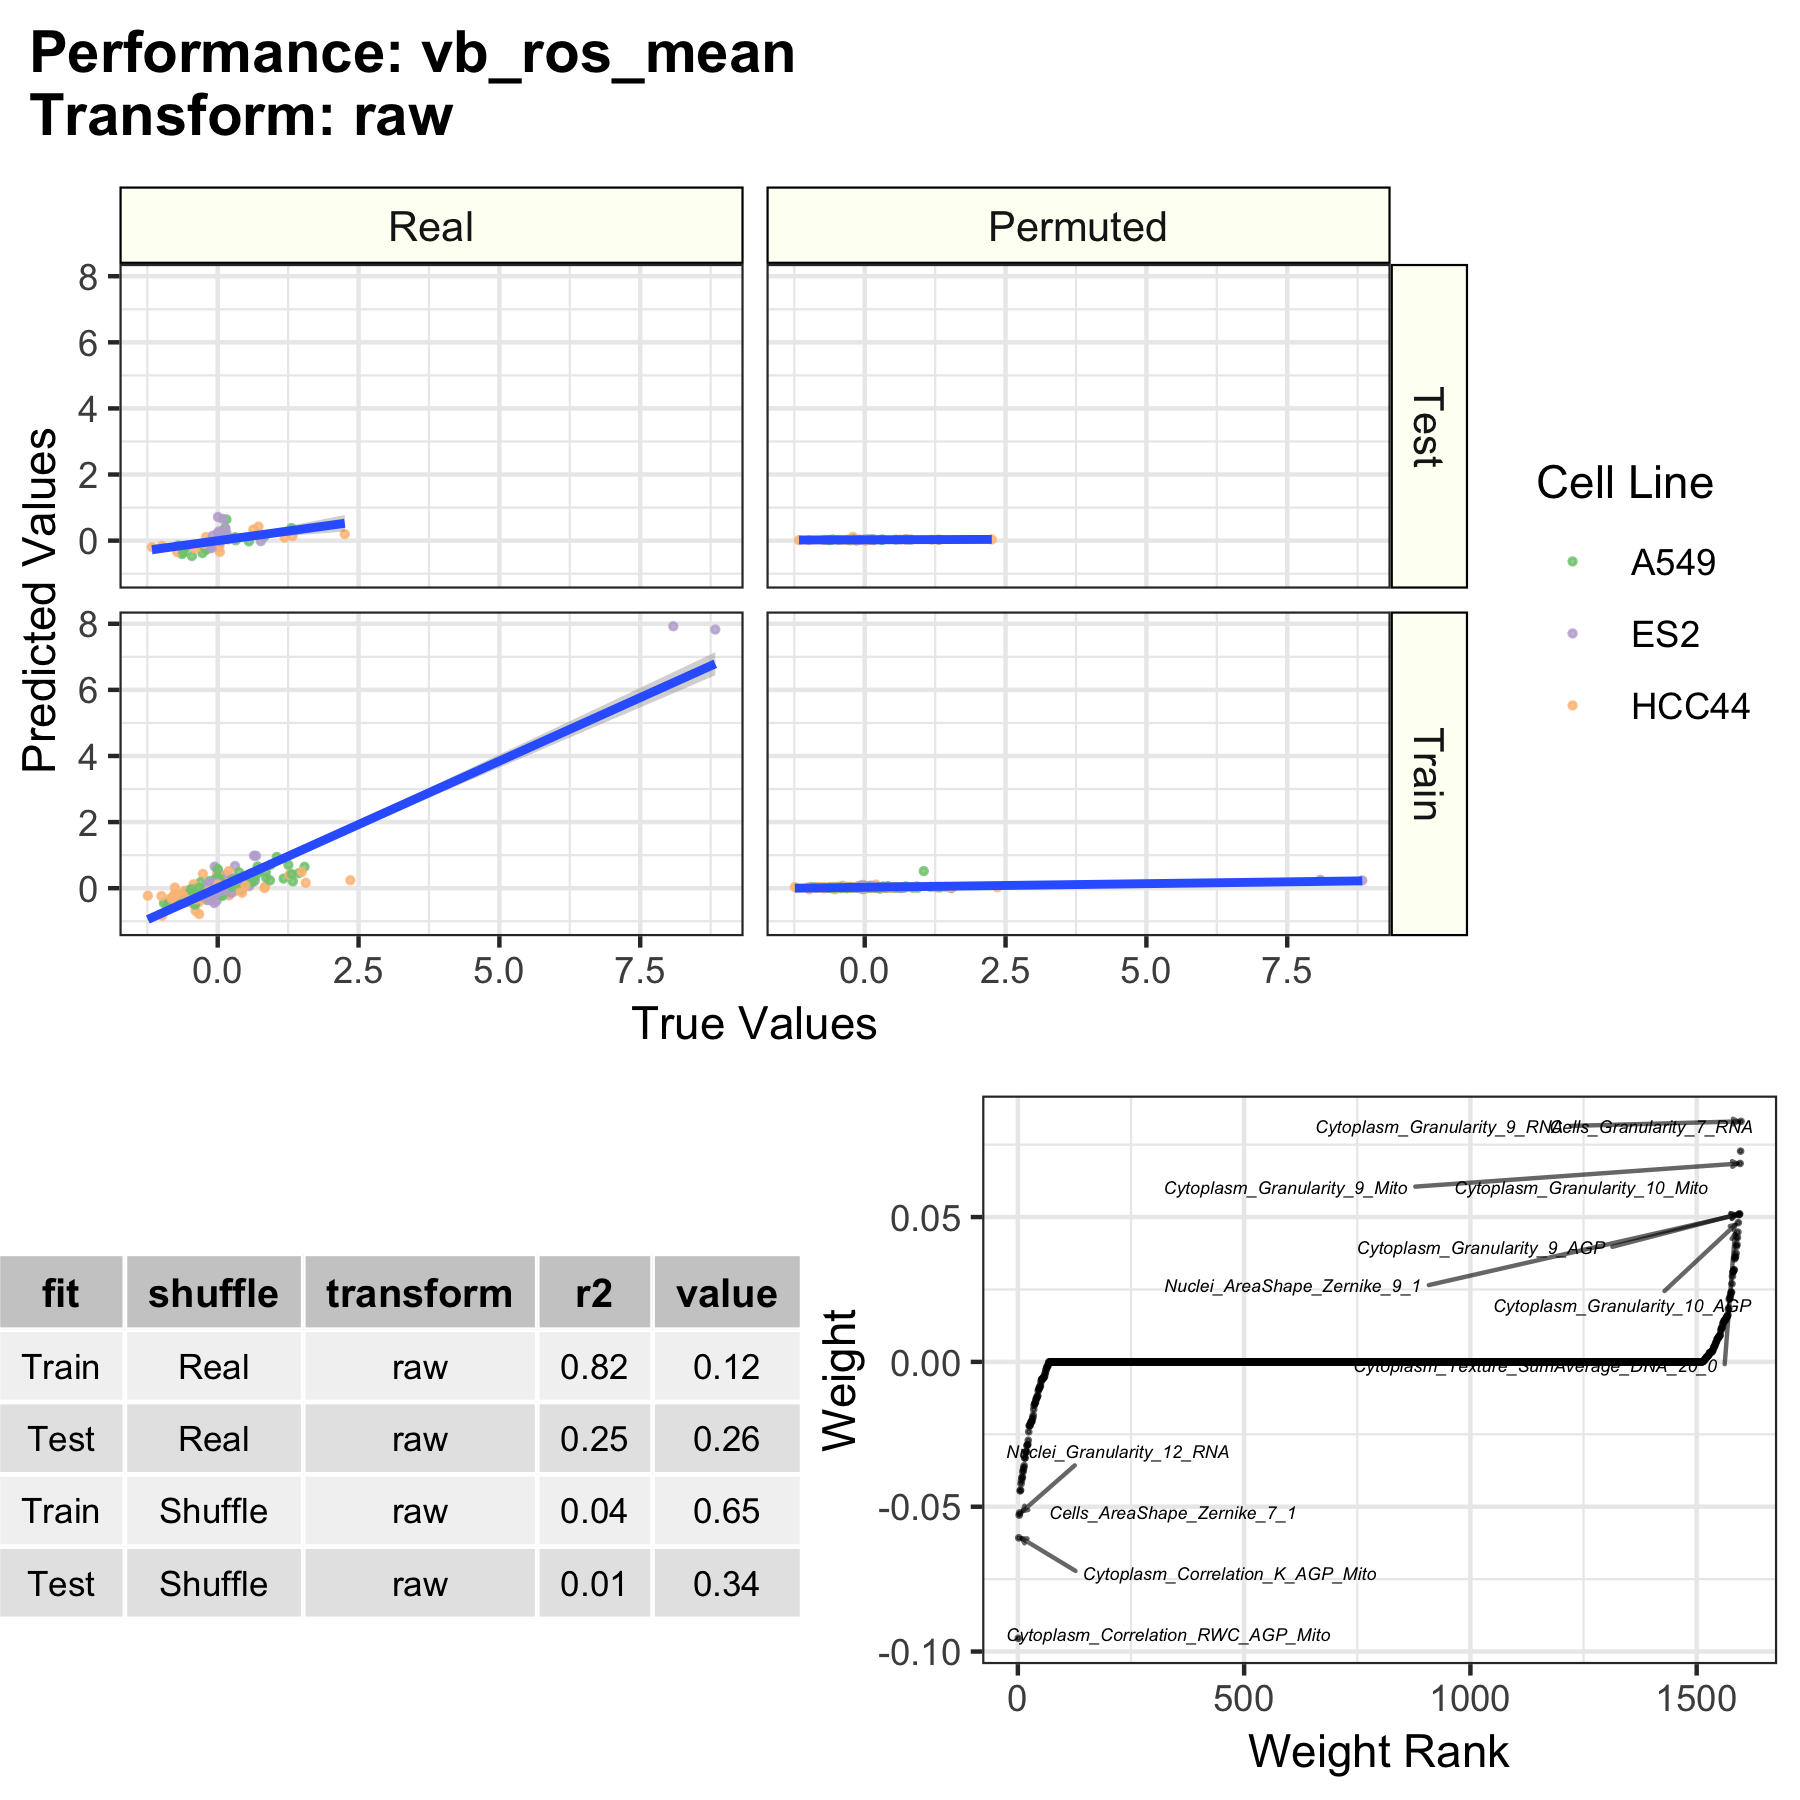 Performance: vb_ros_mean
Transform: raw
Real
Permuted
8
6
4
2
0
Test
8
6
4
2
0
Train
Predicted Values
0.0
2.5
5.0
7.5
0.0
2.5
5.0
7.5
True Values
Cell Line
A549
ES2
HCC44
fit shuffle transform r2 value
Train Real raw 0.82 0.12
Test Real raw 0.25 0.26
Train Shuffle raw 0.04 0.65
Test Shuffle raw 0.01 0.34
Weight
0.05
0.00
-0.05
-0.10
Cytoplasm_Granularity_9_RNA
Cells_Granularity_7_RNA
Cytoplasm_Granularity_9_Mito
Cytoplasm_Granularity_10_Mito
Cytoplasm_Granularity_9_AGP
Nuclei_AreaShape_Zernike_9_1
Cytoplasm_Granularity_10_AGP
Cytoplasm_Texture_SumAverage_DNA_20_0
Nuclei_Granularity_12_RNA
Cells_AreaShape_Zernike_7_1
Cytoplasm_Correlation_K_AGP_Mito
Cytoplasm_Correlation_RWC_AGP_Mito
0
500
1000
1500
Weight Rank